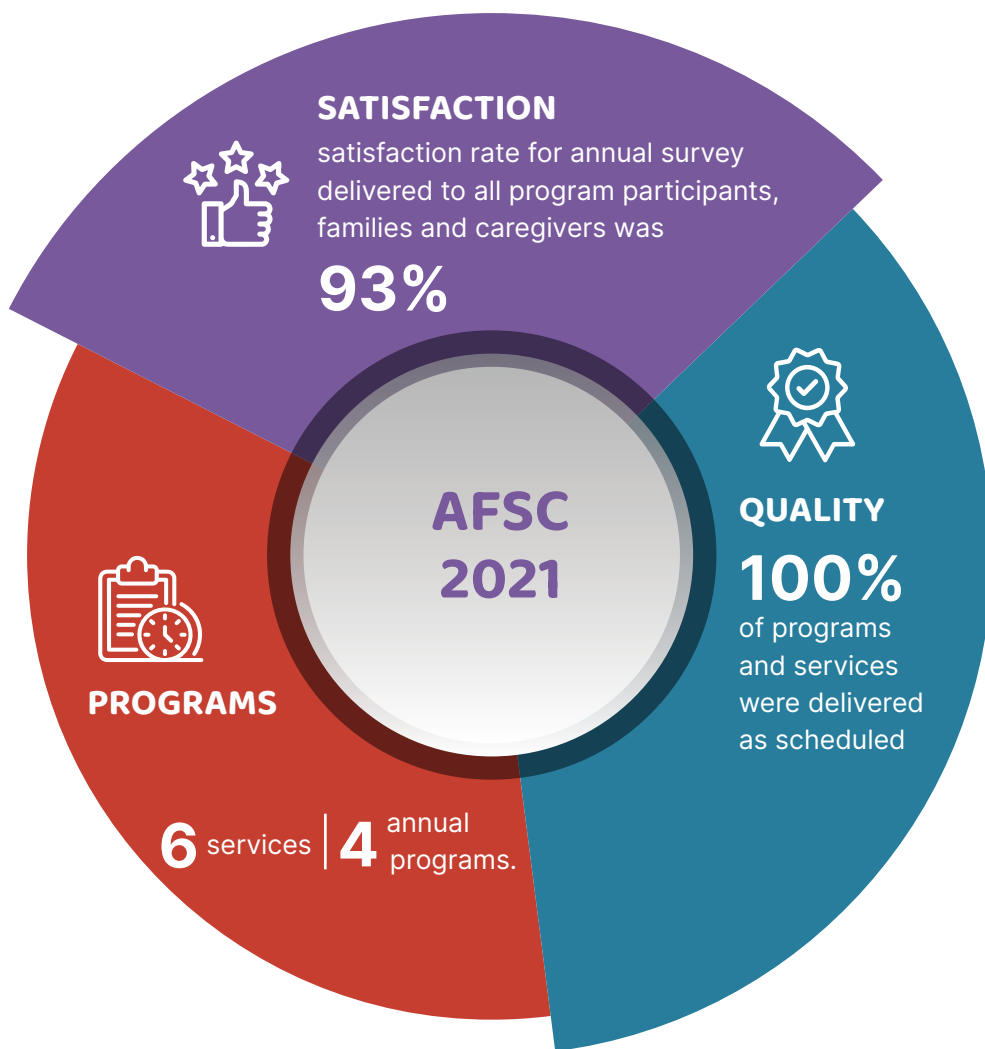 SATISFACTION
satisfaction rate for annual survey
delivered to all program participants,
families and caregivers was
93%
QUALITY
100%
of programs
and services
were delivered
as scheduled
AFSC
2021
PROGRAMS
6 services | 4 annual
programs.